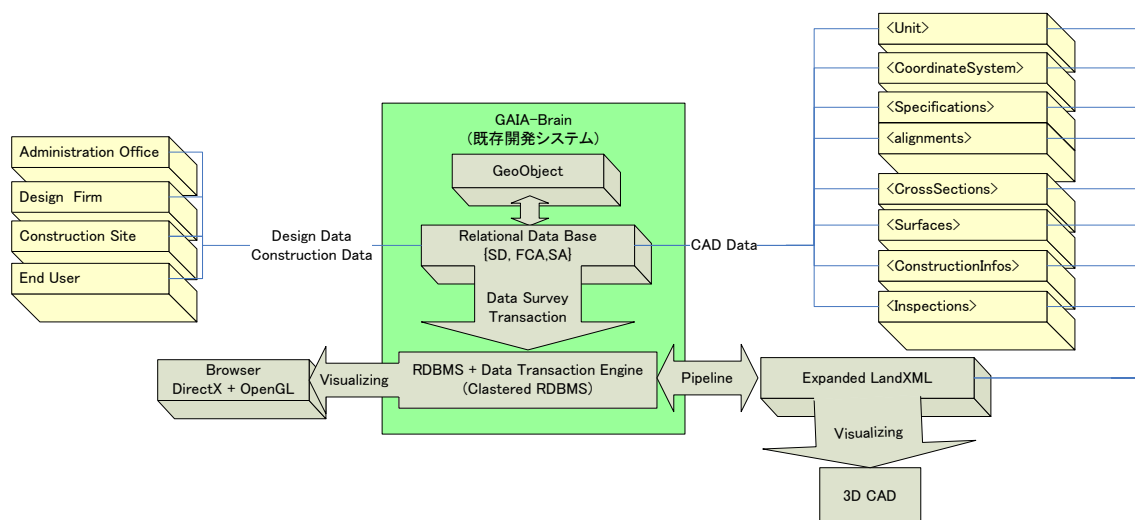 GAIA-Brain
(既存開発システム)
GeoObject
Relational Data Base
{SD, FCA,SA}
Data Survey
Transaction
RDBMS + Data Transaction Engine
(Clastered RDBMS)
Administration Office
Design Firm
Construction Site
End User
Design Data
Construction Data
CAD Data
<Unit>
<CoordinateSystem>
<Specifications>
<alignments>
<CrossSections>
<Surfaces>
<ConstructionInfos>
<Inspections>
Browser
DirectX + OpenGL
Visualizing
Pipeline
Expanded LandXML
Visualizing
3D CAD